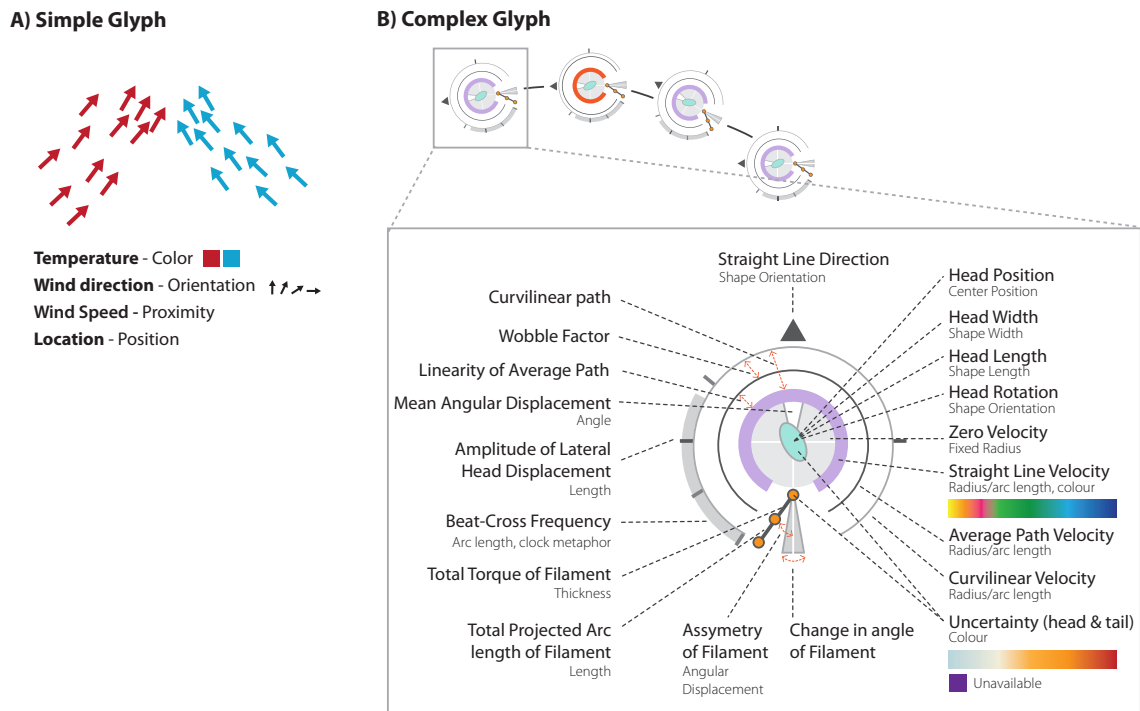 A) Simple Glyph
Temperature - Color
Wind direction - Orientation
Wind Speed - Proximity
Location - Position
B) Complex Glyph
Straight Line Direction
Shape Orientation
Curvilinear path
Wobble Factor
Linearity of Average Path
Mean Angular Displacement
Angle
Amplitude of Lateral
Head Displacement
Length
Beat-Cross Frequency
Arc length, clock metaphor
Total Torque of Filament
Thickness
Total Projected Arc
length of Filament
Length
Assymetry
of Filament
Angular
Displacement
Change in angle
of Filament
Head Position
Center Position
Head Width
Shape Width
Head Length
Shape Length
Head Rotation
Shape Orientation
Zero Velocity
Fixed Radius
Straight Line Velocity
Radius/arc length, colour
Average Path Velocity
Radius/arc length
Curvilinear Velocity
Radius/arc length
Uncertainty (head & tail)
Colour
Unavailable